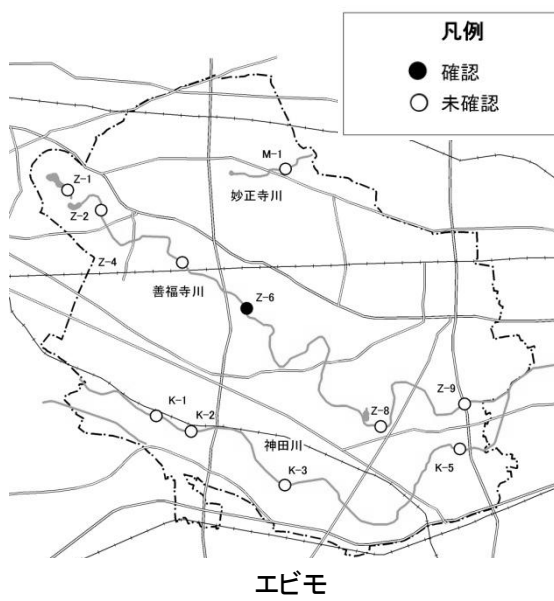 凡例
確認
未確認
M-1
妙正寺川
Z-1
Z-2
Z-4
善福寺川
Z-6
Z-8
Z-9
K-1
K-2
神田川
K-3
K-5
エビモ